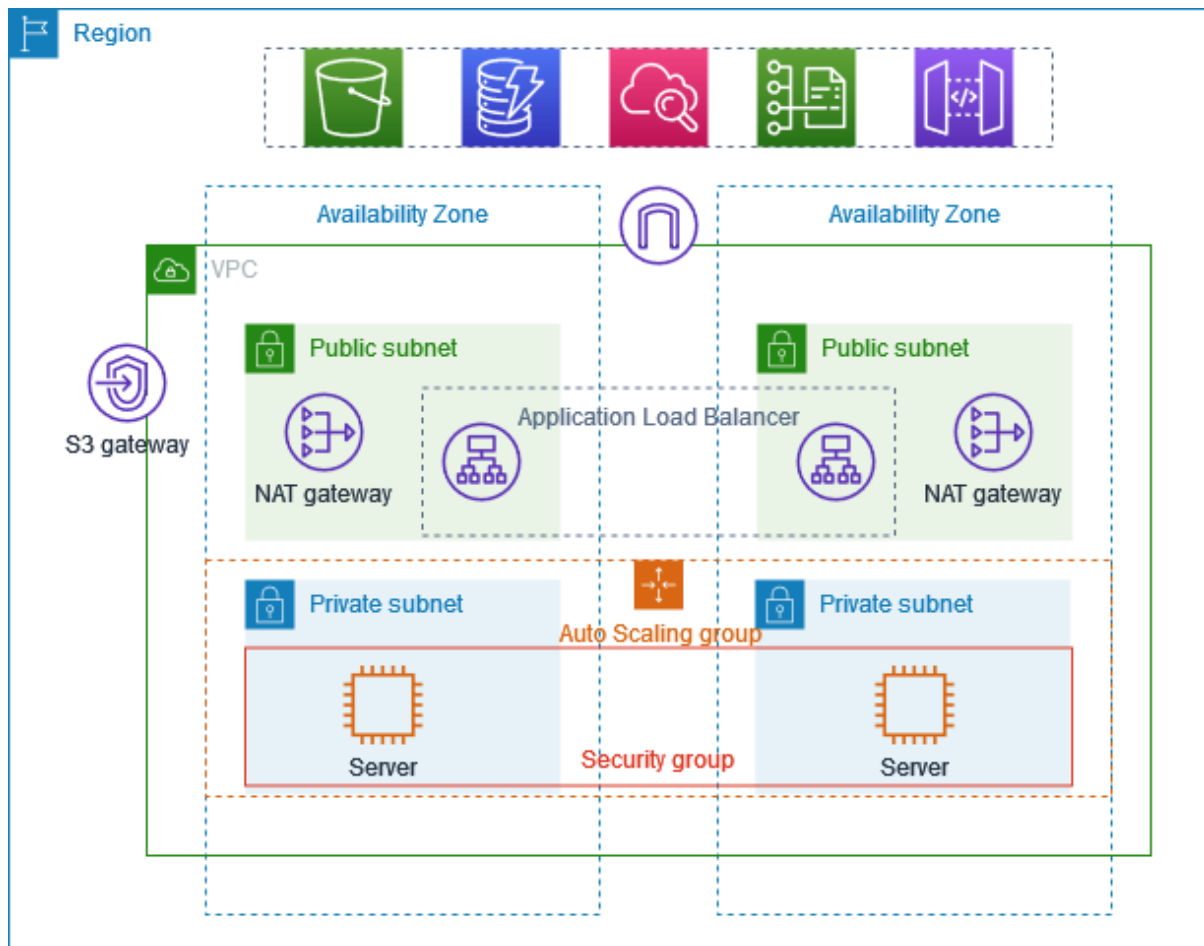 Region
Availability Zone
Availability Zone
VPC
Public subnet
Public subnet
Application Load Balancer
S3 gateway
NAT gateway
NAT gateway
Private subnet
Private subnet
Auto Scaling group
Security group
Server
Server